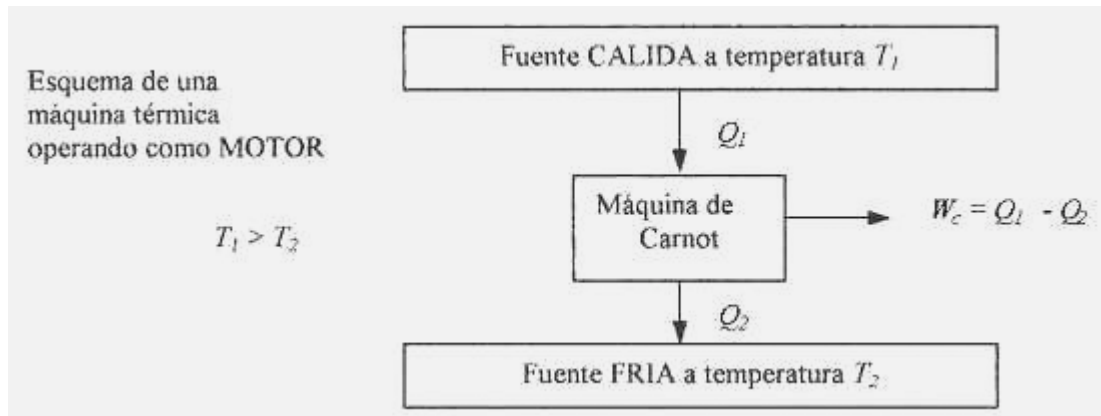 Fuente CALIDA a temperatura T₁
Esquema de una
máquina térmica
operando como MOTOR
Q₁
Máquina de
Carnot
W꜀ = Q₁ - Q₂
T₁ > T₂
Q₂
Fuente FRIA a temperatura T₂